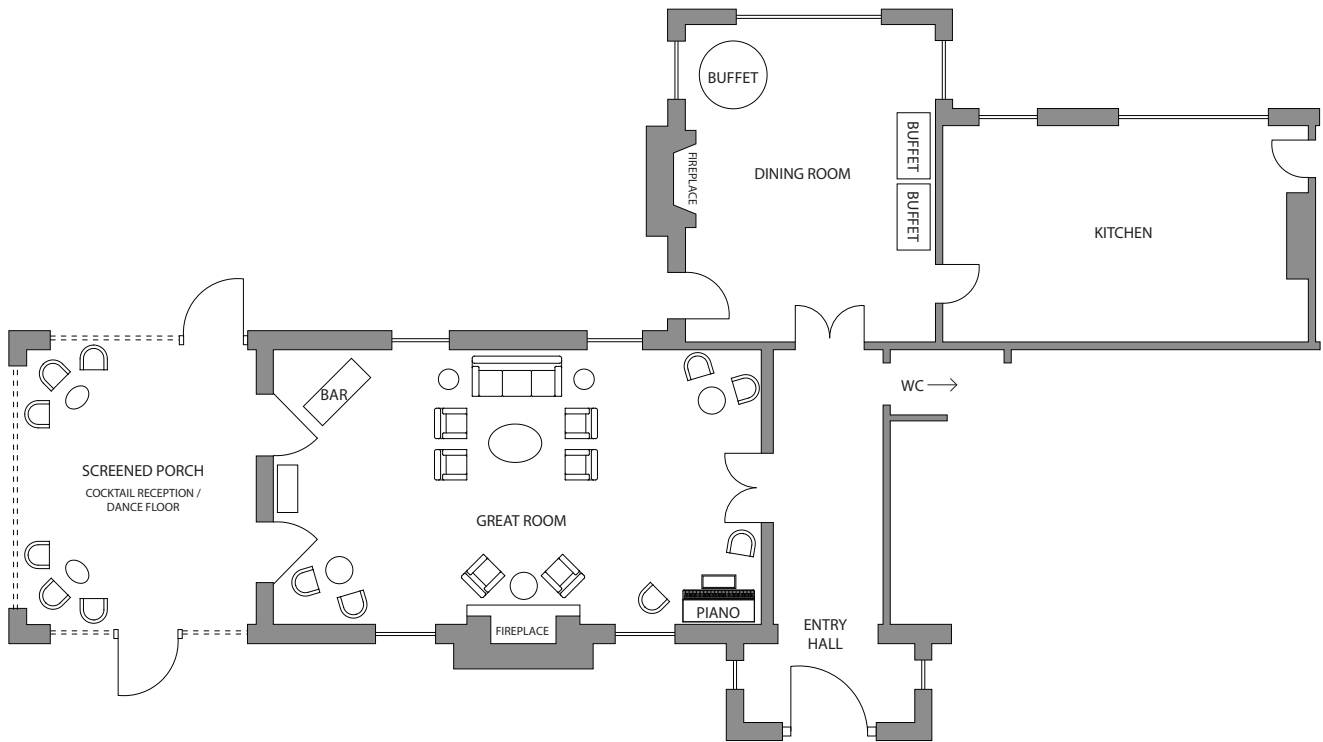 BUFFET
BUFFET
BUFFET
FIREPLACE
DINING ROOM
KITCHEN
WC
BAR
SCREENED PORCH
COCKTAIL RECEPTION /
DANCE FLOOR
GREAT ROOM
PIANO
FIREPLACE
ENTRY
HALL